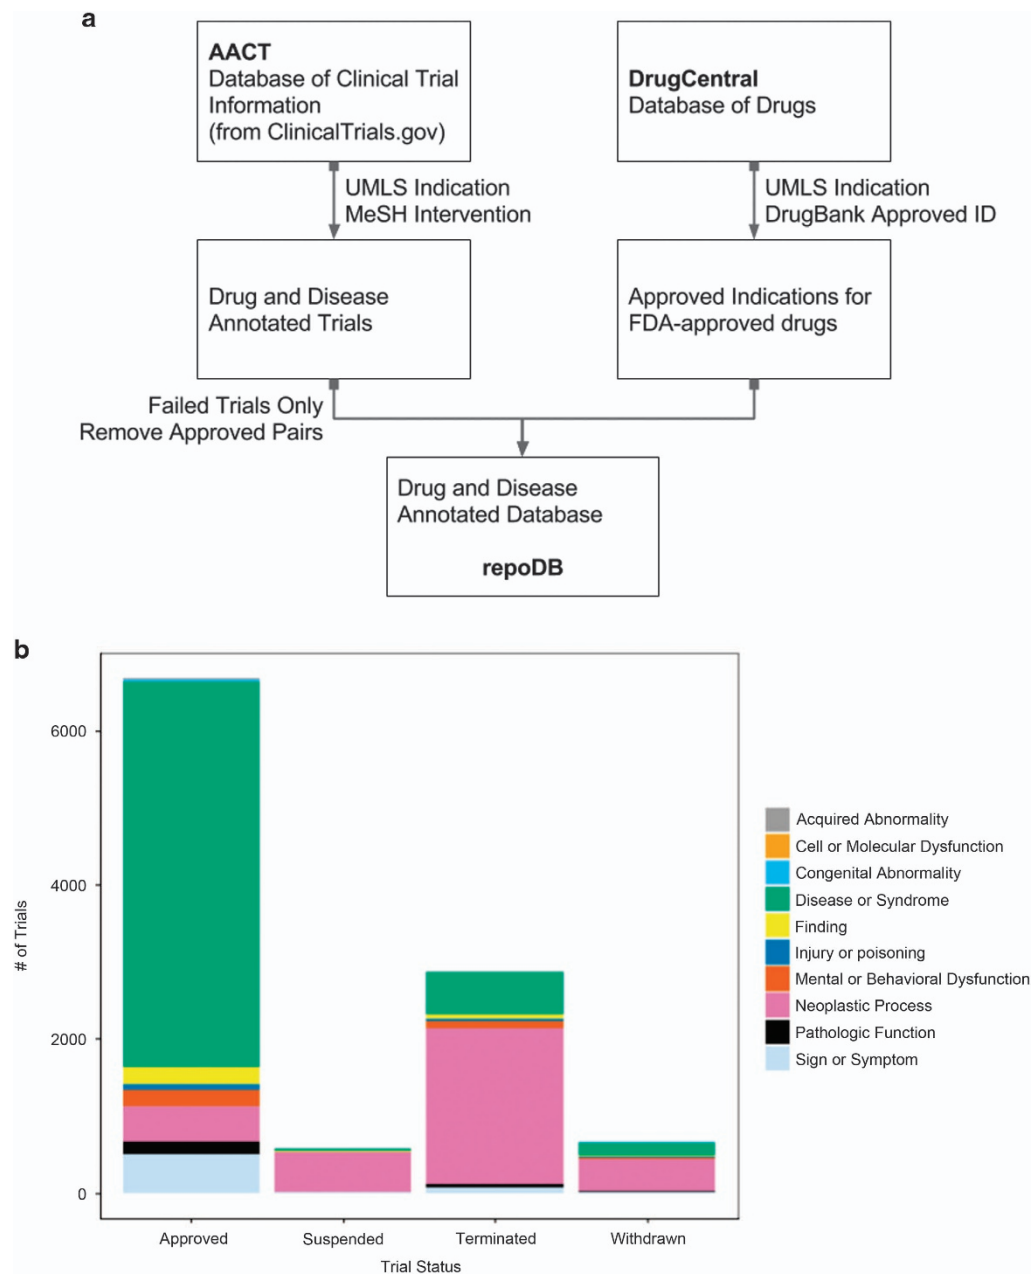 a
AACT
Database of Clinical Trial
Information
(from ClinicalTrials.gov)
DrugCentral
Database of Drugs
UMLS Indication
MeSH Intervention
UMLS Indication
DrugBank Approved ID
Drug and Disease
Annotated Trials
Approved Indications for
FDA-approved drugs
Failed Trials Only
Remove Approved Pairs
Drug and Disease
Annotated Database
repoDB
b
# of Trials
6000
4000
2000
0
Approved
Suspended
Terminated
Withdrawn
Trial Status
Acquired Abnormality
Cell or Molecular Dysfunction
Congenital Abnormality
Disease or Syndrome
Finding
Injury or poisoning
Mental or Behavioral Dysfunction
Neoplastic Process
Pathologic Function
Sign or Symptom